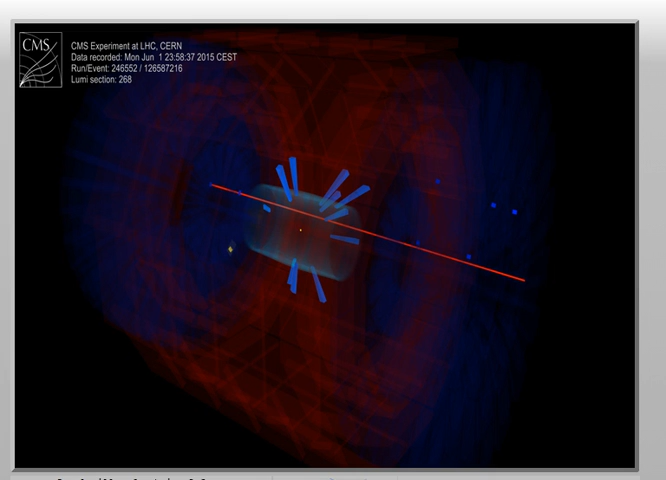 CMS
CMS Experiment at LHC, CERN
Data recorded: Mon Jun 1 23:58:37 2015 CEST
Run/Event: 246552 / 126587216
Lumi section: 268